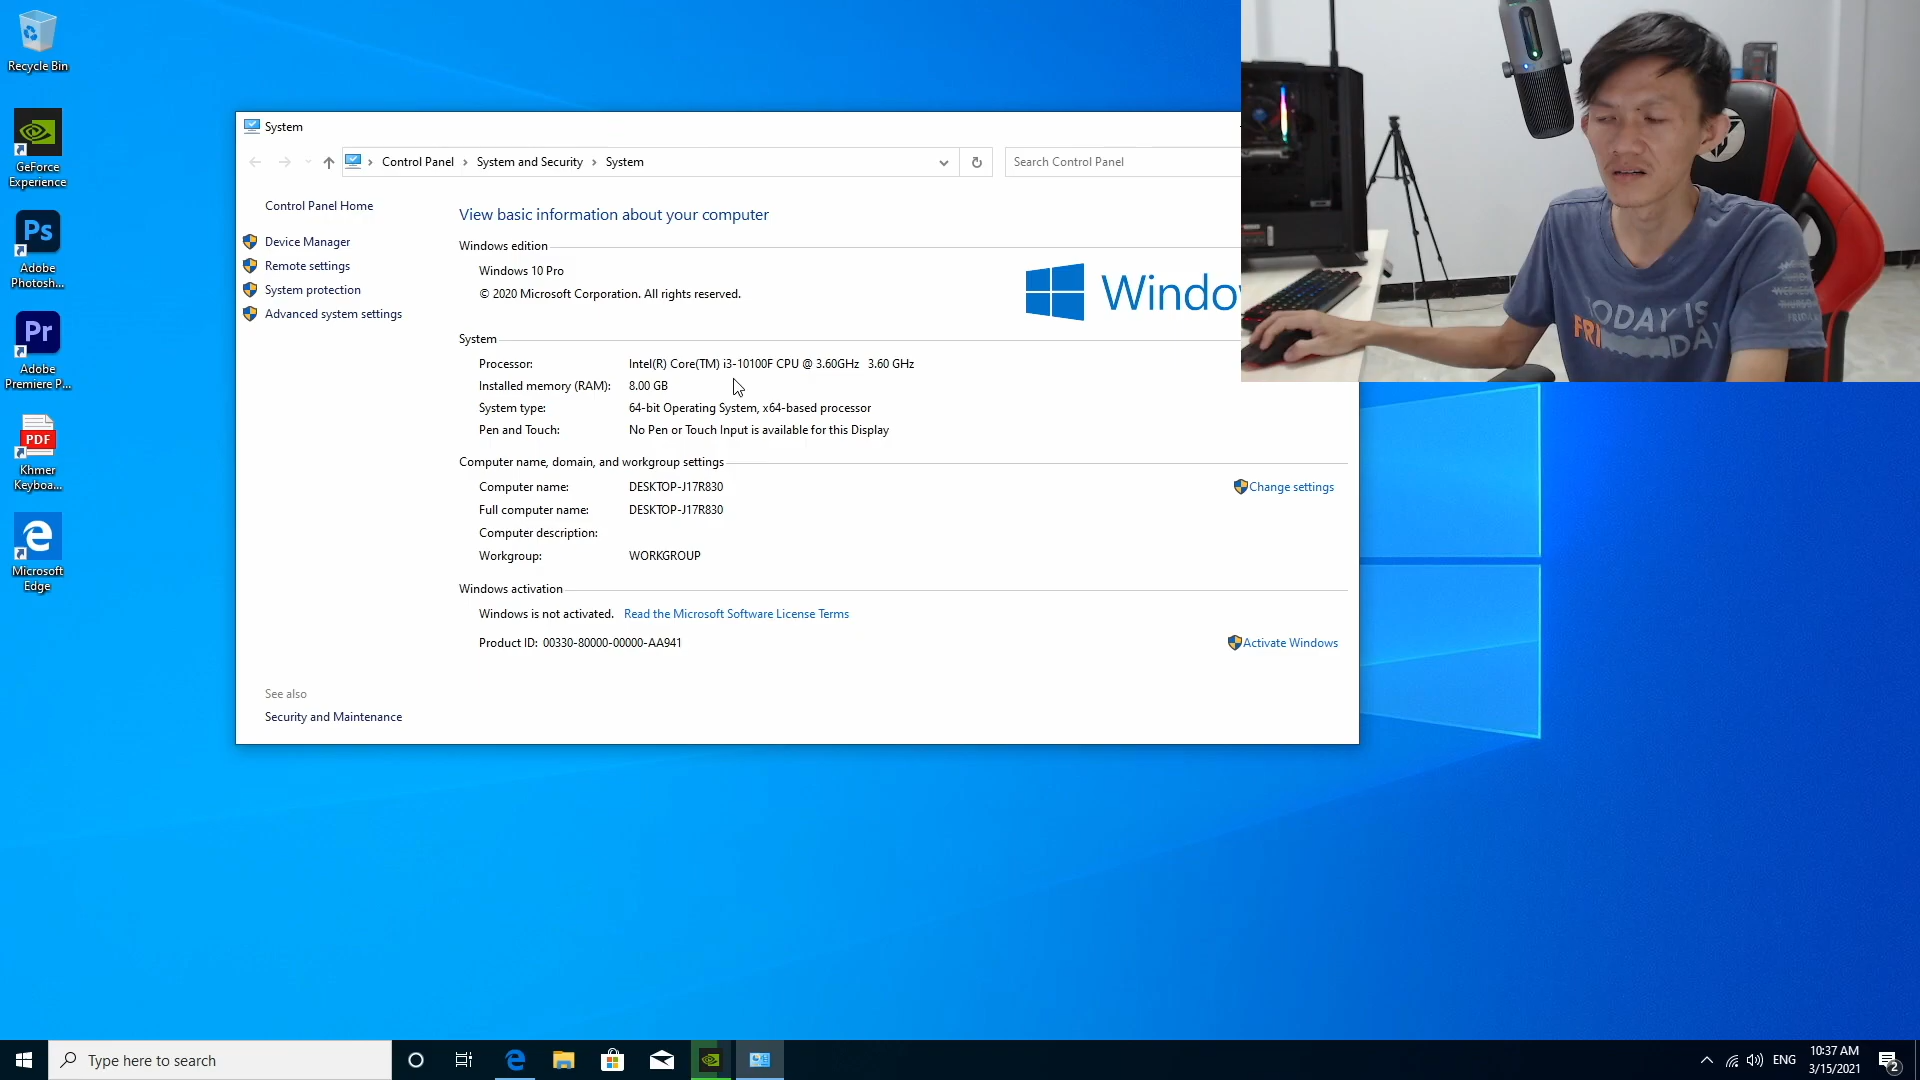 Recycle Bin
GeForce
Experience
Ps
Adobe
Photosh...
Pr
Adobe
Premiere P...
PDF
Khmer
Keyboa...
Microsoft
Edge
System
Control Panel
System and Security
System
Search Control Panel
Control Panel Home
Device Manager
Remote settings
System protection
Advanced system settings
See also
Security and Maintenance
View basic information about your computer
Windows edition
Windows 10 Pro
© 2020 Microsoft Corporation. All rights reserved.
Windo
System
Processor: Intel(R) Core(TM) i3-10100F CPU @ 3.60GHz 3.60 GHz
Installed memory (RAM): 8.00 GB
System type: 64-bit Operating System, x64-based processor
Pen and Touch: No Pen or Touch Input is available for this Display
Computer name, domain, and workgroup settings
Computer name: DESKTOP-J17R830
Change settings
Full computer name: DESKTOP-J17R830
Computer description:
Workgroup: WORKGROUP
Windows activation
Windows is not activated. Read the Microsoft Software License Terms
Product ID: 00330-80000-00000-AA941
Activate Windows
TODAY IS
FRI DAY
Type here to search
ENG
10:37 AM
3/15/2021
2